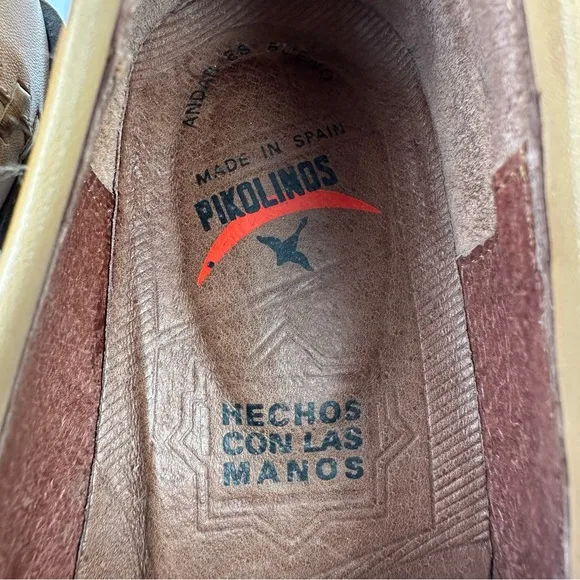 MADE IN SPAIN
PIKOLINOS
HECHOS
CON LAS
MANOS